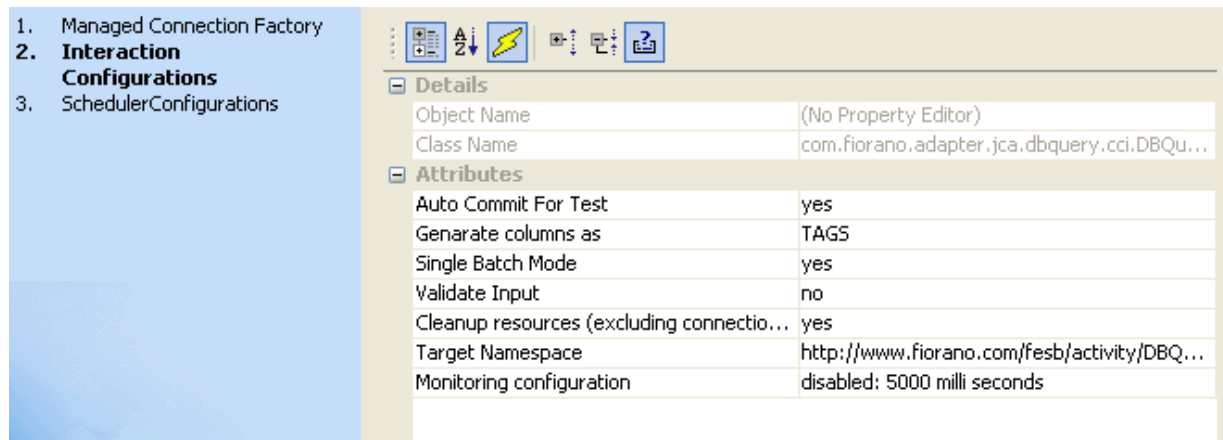 1. Managed Connection Factory
2. Interaction
Configurations
3. SchedulerConfigurations
Details
Object Name (No Property Editor)
Class Name com.fiorano.adapter.jca.dbquery.cci.DBQu...
Attributes
Auto Commit For Test yes
Genarate columns as TAGS
Single Batch Mode yes
Validate Input no
Cleanup resources (excluding connectio... yes
Target Namespace http://www.fiorano.com/fesb/activity/DBQ...
Monitoring configuration disabled: 5000 milli seconds